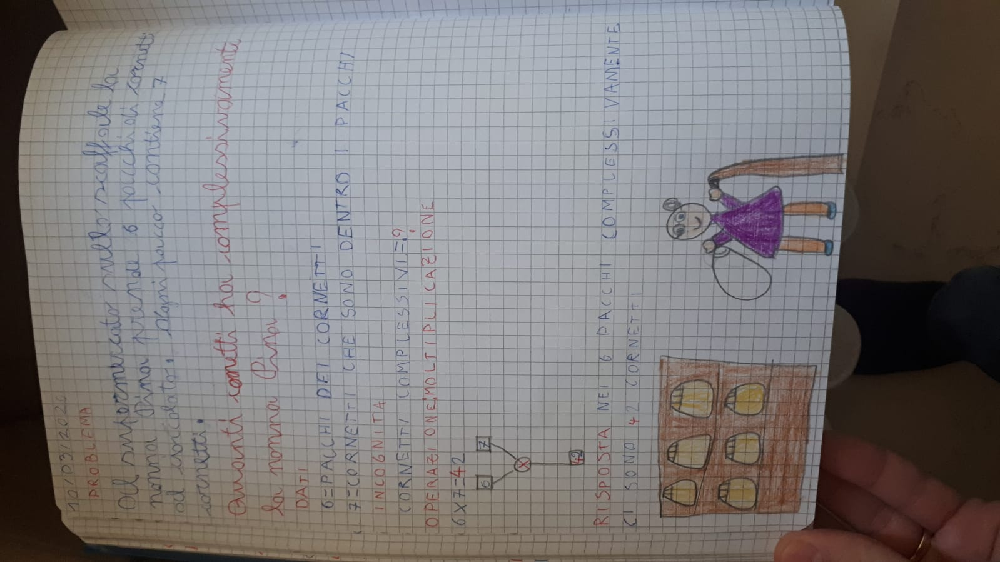 10/03/2026
PROBLEMA
Al supermercato sullo scaffale la
nonna Pina prende 6 pacchi di cornetti
al cioccolato. Ogni pacco contiene 7
cornetti.
Quanti cornetti ha complessivamente
la nonna Pina?
DATI
6=PACCHI DEI CORNETTI
7=CORNETTI CHE SONO DENTRO I PACCHI
INCOGNITA
CORNETTI COMPLESSIVI=?
OPERAZIONE:MOLTIPLICAZIONE
6X7=42
6 7
X
42
RISPOSTA NEI 6 PACCHI COMPLESSIVAMENTE
CI SONO 42 CORNETTI